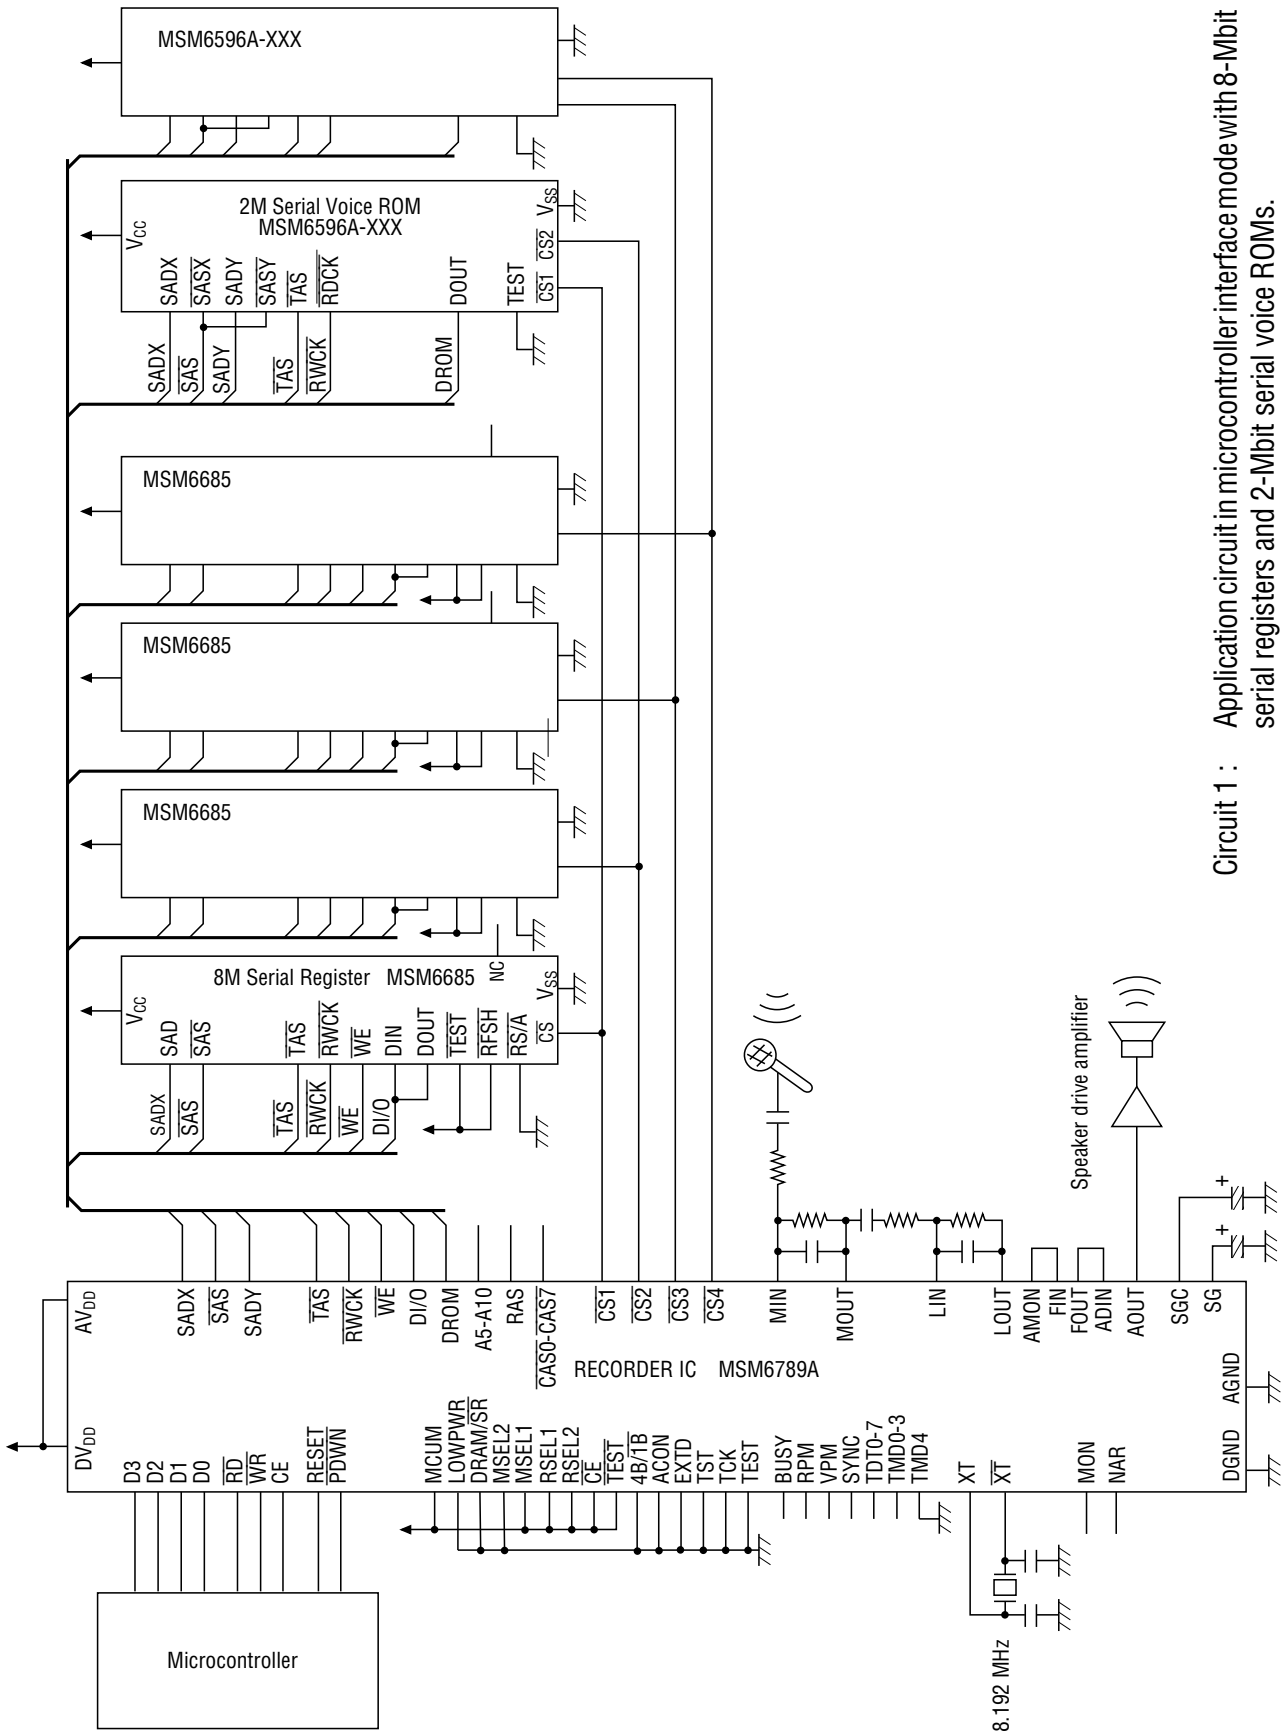 MSM6596A-XXX
2M Serial Voice ROM
MSM6596A-XXX
VCC
SADX
SASX
SADY
SASY
TAS
RDCK
DOUT
TEST
CS1
CS2
VSS
SADX
SAS
SADY
TAS
RWCK
DROM
MSM6685
MSM6685
MSM6685
8M Serial Register MSM6685
NC
VCC
SAD
SAS
TAS
RWCK
WE
DIN
DOUT
TEST
RFSH
RS/A
CS
VSS
SADX
SAS
TAS
RWCK
WE
DI/O
AVDD
SADX
SAS
SADY
TAS
RWCK
WE
DI/O
DROM
A5-A10
RAS
CAS0-CAS7
CS1
CS2
CS3
CS4
MIN
MOUT
LIN
LOUT
AMON
FIN
FOUT
ADIN
AOUT
SGC
SG
RECORDER IC MSM6789A
DVDD
D3
D2
D1
D0
RD
WR
CE
RESET
PDWN
MCUM
LOWPWR
DRAM/SR
MSEL2
MSEL1
RSEL1
RSEL2
CE
TEST
4B/1B
ACON
EXTD
TST
TCK
TEST
BUSY
RPM
VPM
SYNC
TDT0-7
TMD0-3
TMD4
XT
XT
MON
NAR
DGND
AGND
Microcontroller
8.192 MHz
Speaker drive amplifier
+
+
Circuit 1 : Application circuit in microcontroller interface mode with 8-Mbit
serial registers and 2-Mbit serial voice ROMs.